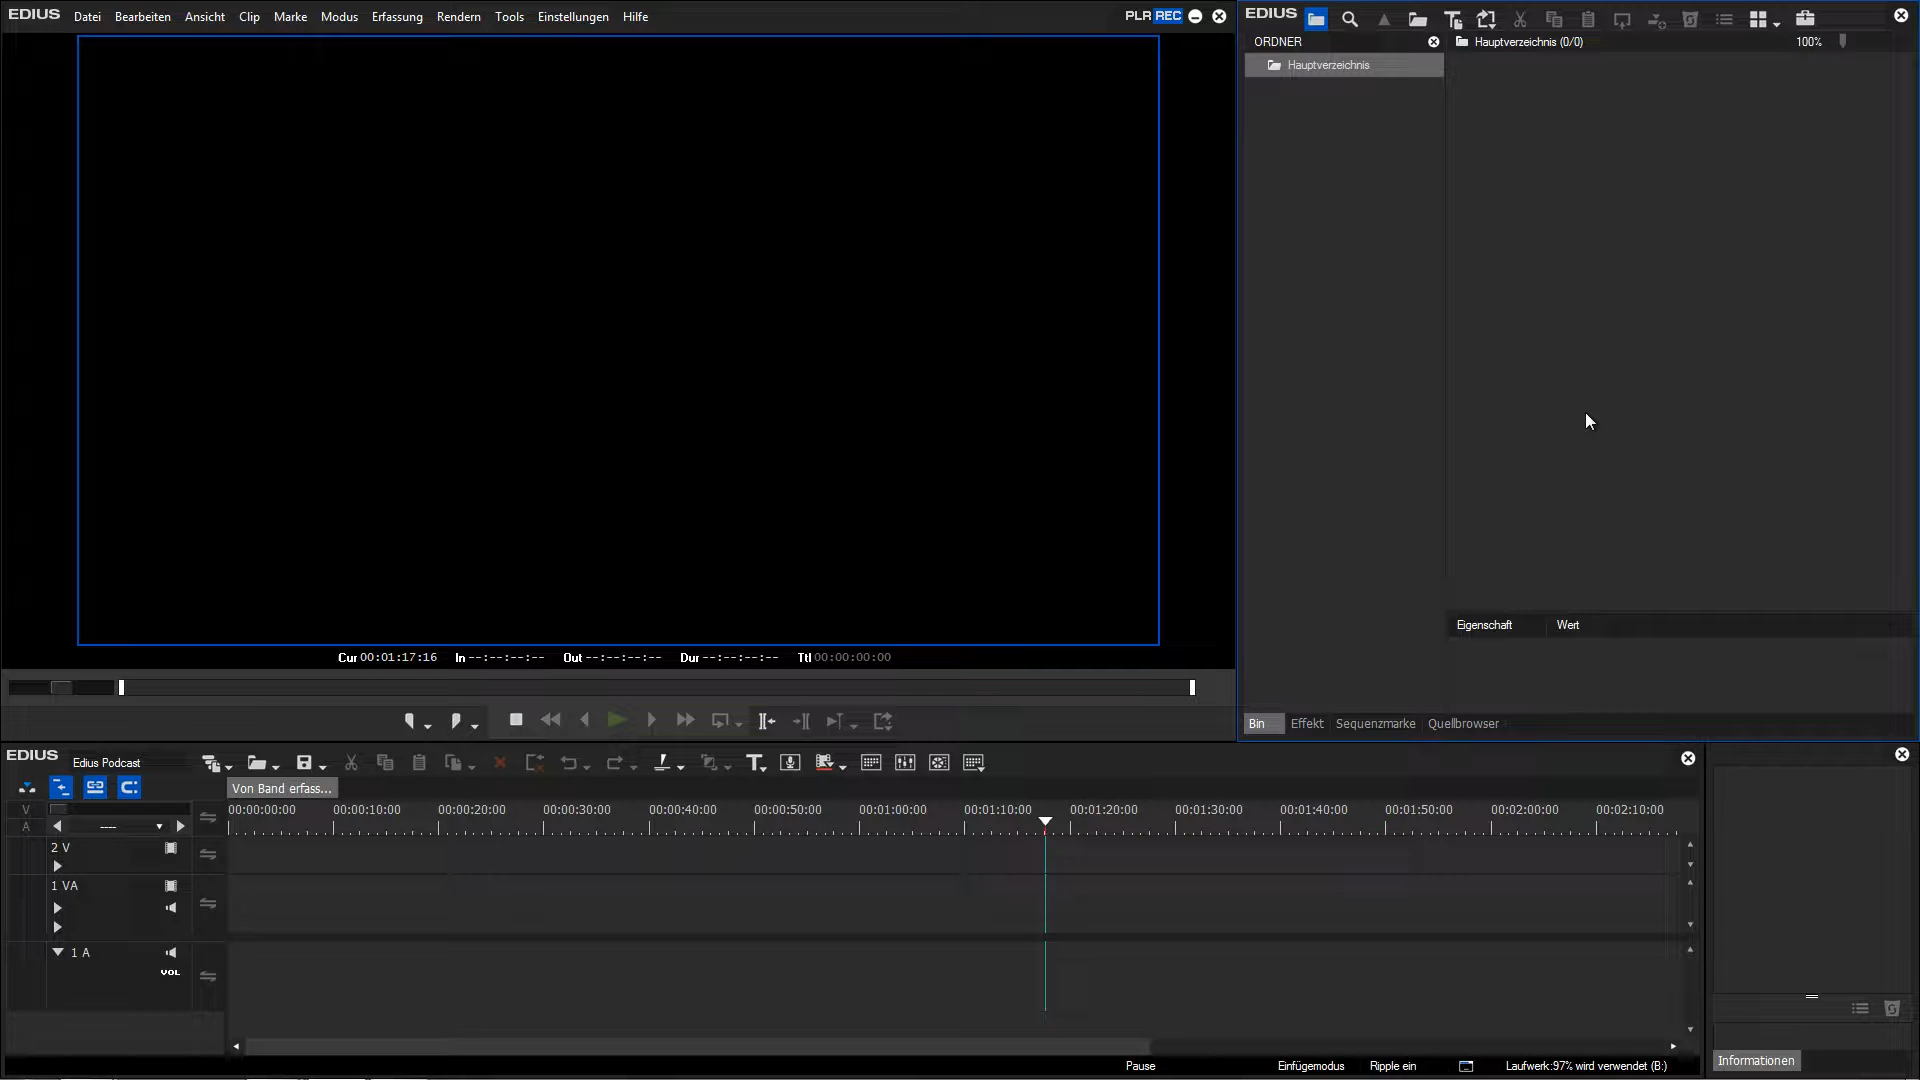 EDIUS Datei Bearbeiten Ansicht Clip Marke Modus Erfassung Rendern Tools Einstellungen Hilfe PLR REC
EDIUS
ORDNER
Hauptverzeichnis (0/0) 100%
Hauptverzeichnis
Cur 00:01:17:16 In --:--:--:-- Out --:--:--:-- Dur --:--:--:-- Ttl 00:00:00:00
Eigenschaft Wert
Bin Effekt Sequenzmarke Quellbrowser
EDIUS Edius Podcast
Von Band erfass...
V
A
----
00:00:00:00 00:00:10:00 00:00:20:00 00:00:30:00 00:00:40:00 00:00:50:00 00:01:00:00 00:01:10:00 00:01:20:00 00:01:30:00 00:01:40:00 00:01:50:00 00:02:00:00 00:02:10:00
2 V
1 VA
1 A
VOL
Pause Einfügemodus Ripple ein Laufwerk:97% wird verwendet (B:)
Informationen